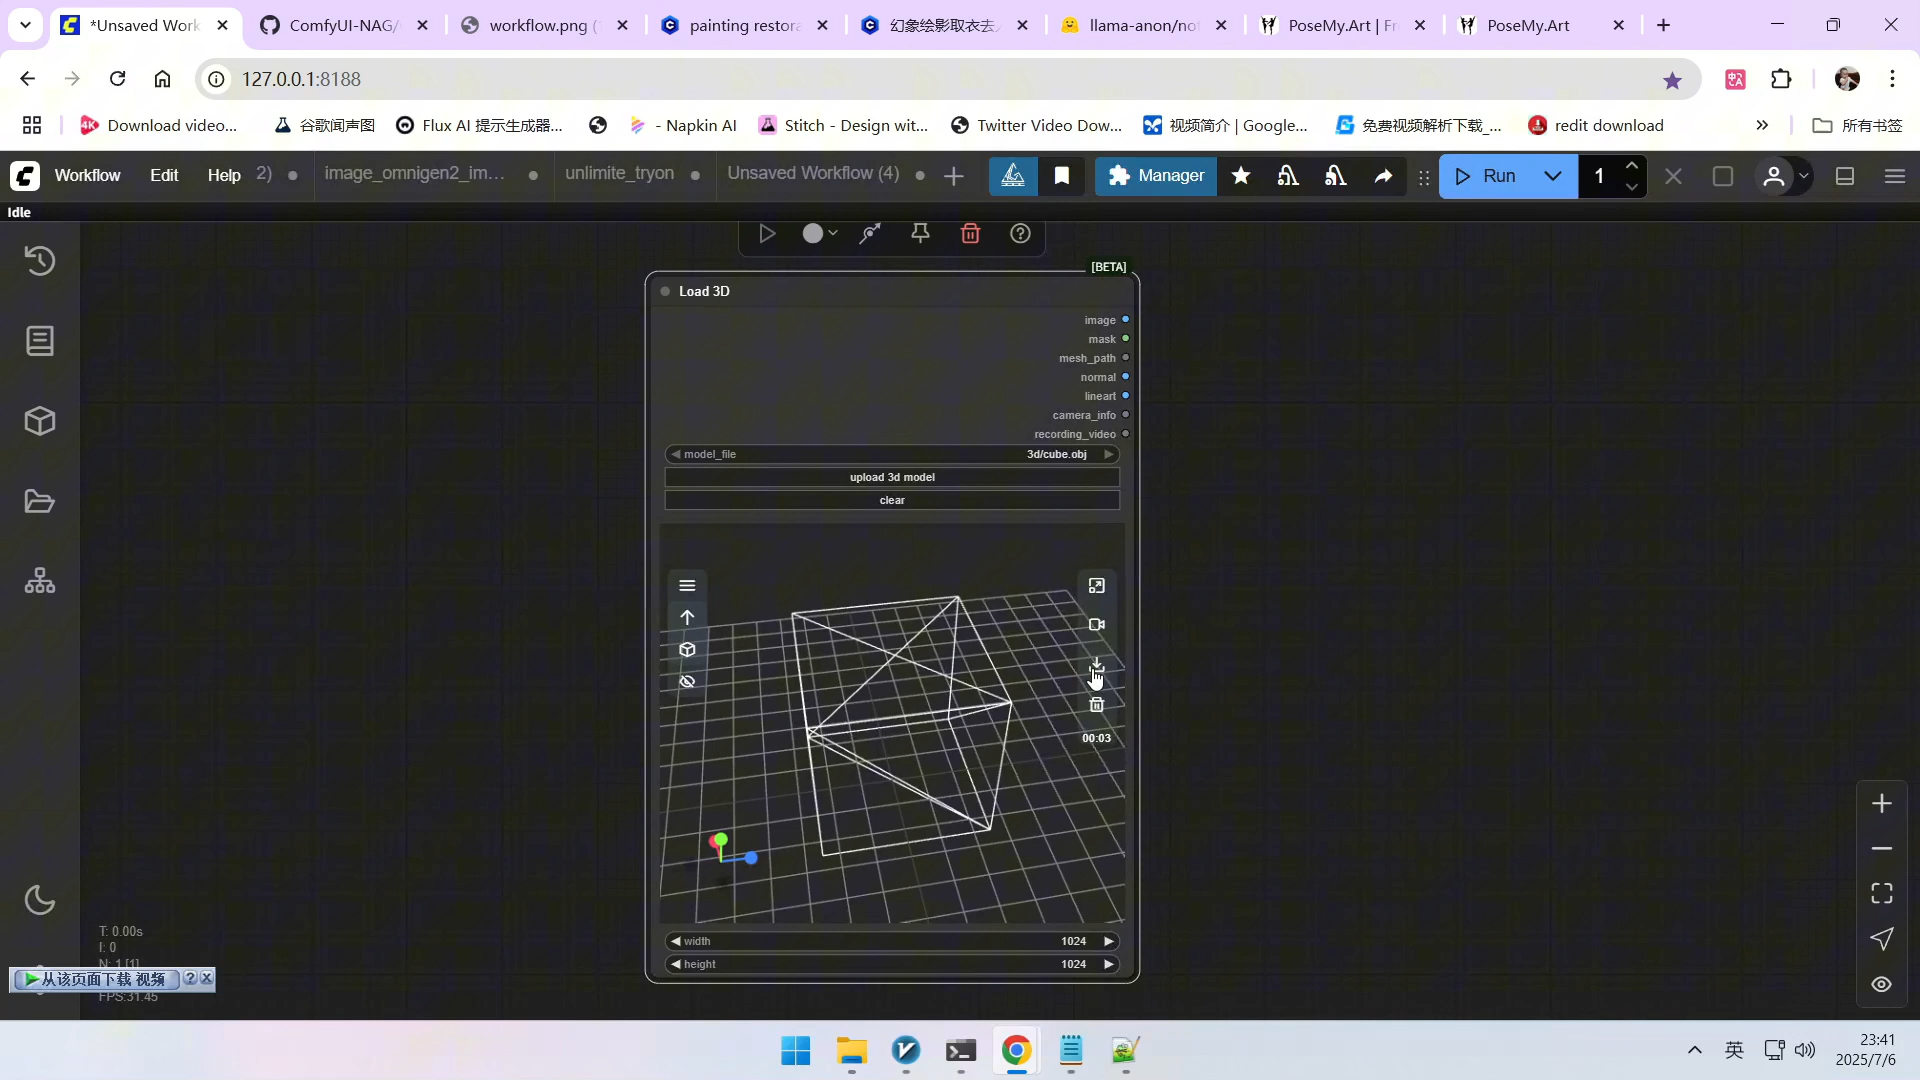 *Unsaved Work
ComfyUI-NAG/
workflow.png (
painting restora
幻象绘影取衣去
llama-anon/no
PoseMy.Art | Fr
PoseMy.Art
127.0.0.1:8188
Download video...
谷歌闻声图
Flux AI 提示生成器...
- Napkin AI
Stitch - Design wit...
Twitter Video Dow...
视频简介 | Google...
免费视频解析下载_...
redit download
所有书签
Workflow
Edit
Help
2)
image_omnigen2_im...
unlimite_tryon
Unsaved Workflow (4)
Manager
Run
1
Idle
[BETA]
Load 3D
image
mask
mesh_path
normal
lineart
camera_info
recording_video
model_file
3d/cube.obj
upload 3d model
clear
00:03
width
1024
height
1024
T: 0.00s
I: 0
N: 1 [1]
从该页面下载 视频
FPS:31.45
英
23:41
2025/7/6